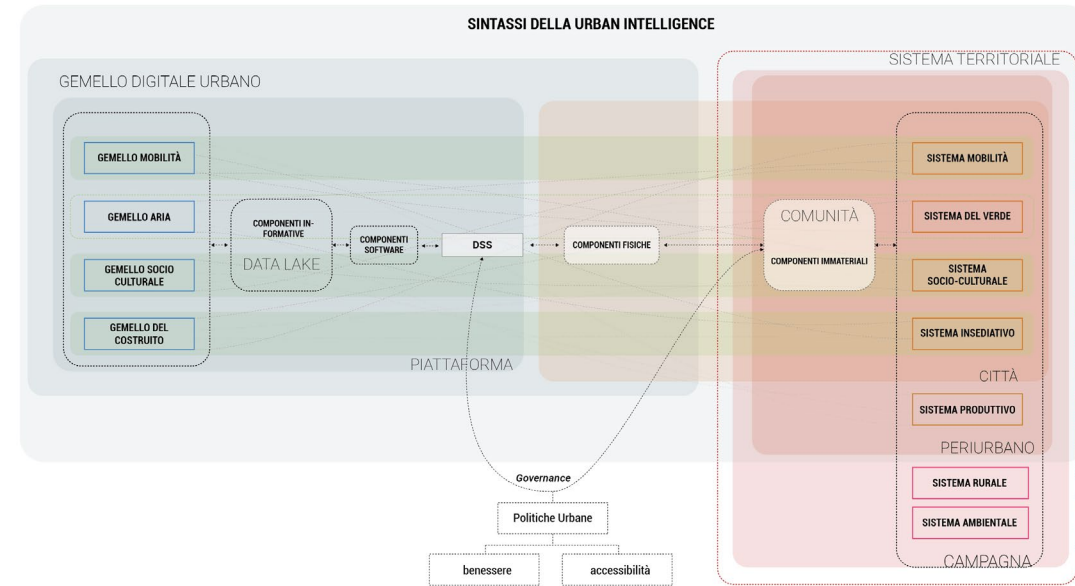 SINTASSI DELLA URBAN INTELLIGENCE
SISTEMA TERRITORIALE
GEMELLO DIGITALE URBANO
GEMELLO MOBILITÀ
GEMELLO ARIA
GEMELLO SOCIO
CULTURALE
GEMELLO DEL
COSTRUITO
COMPONENTI IN-
FORMATIVE
DATA LAKE
COMPONENTI
SOFTWARE
DSS
COMPONENTI FISICHE
COMUNITÀ
COMPONENTI IMMATERIALI
SISTEMA MOBILITÀ
SISTEMA DEL VERDE
SISTEMA
SOCIO-CULTURALE
SISTEMA INSEDIATIVO
PIATTAFORMA
CITTÀ
SISTEMA PRODUTTIVO
PERIURBANO
SISTEMA RURALE
SISTEMA AMBIENTALE
CAMPAGNA
Governance
Politiche Urbane
benessere
accessibilità